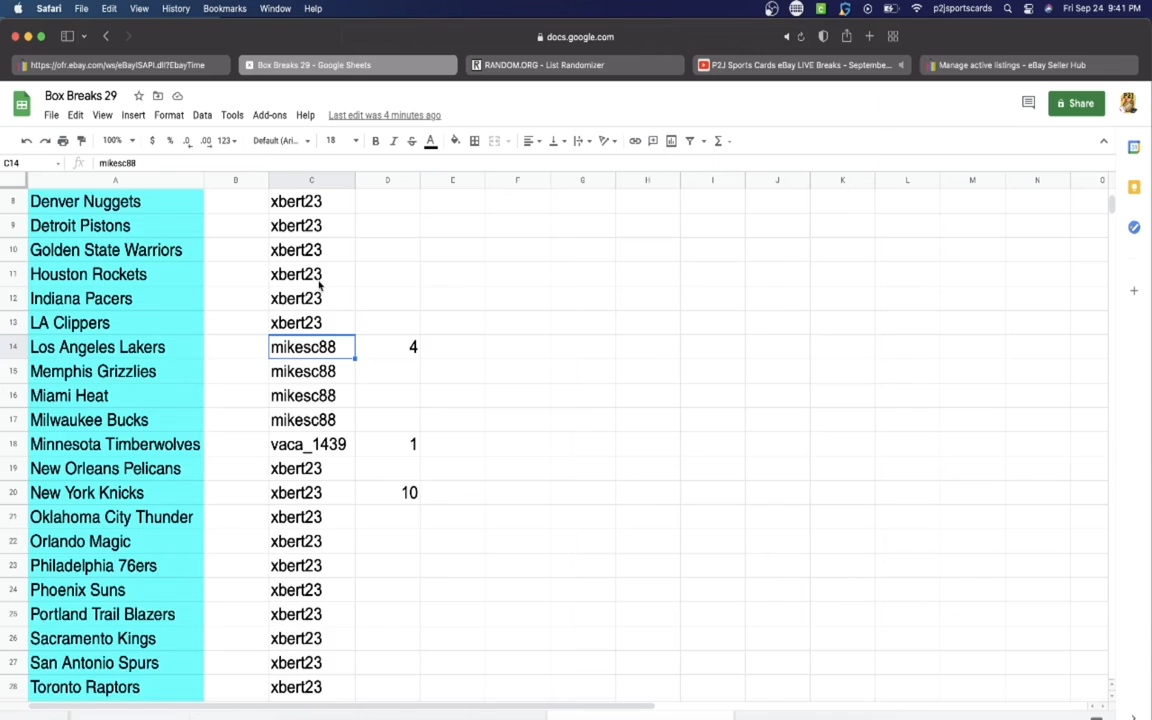 Safari File Edit View History Bookmarks Window Help p2jsportscards Fri Sep 24 9:41 PM
docs.google.com
https://ofr.ebay.com/ws/eBayISAPI.dll?EbayTime Box Breaks 29 - Google Sheets RANDOM.ORG - List Randomizer P2J Sports Cards eBay LIVE Breaks - Septembe... Manage active listings - eBay Seller Hub
Box Breaks 29
File Edit View Insert Format Data Tools Add-ons Help Last edit was 4 minutes ago Share
100% $ % .0 .00 123 Default (Ari... 18 B I S A
C14 fx mikesc88
A B C D E F G H I J K L M N O
8 Denver Nuggets xbert23
9 Detroit Pistons xbert23
10 Golden State Warriors xbert23
11 Houston Rockets xbert23
12 Indiana Pacers xbert23
13 LA Clippers xbert23
14 Los Angeles Lakers mikesc88 4
15 Memphis Grizzlies mikesc88
16 Miami Heat mikesc88
17 Milwaukee Bucks mikesc88
18 Minnesota Timberwolves vaca_1439 1
19 New Orleans Pelicans xbert23
20 New York Knicks xbert23 10
21 Oklahoma City Thunder xbert23
22 Orlando Magic xbert23
23 Philadelphia 76ers xbert23
24 Phoenix Suns xbert23
25 Portland Trail Blazers xbert23
26 Sacramento Kings xbert23
27 San Antonio Spurs xbert23
28 Toronto Raptors xbert23